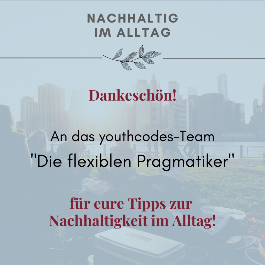 NACHHALTIG
IM ALLTAG
Dankeschön!
An das youthcodes-Team
"Die flexiblen Pragmatiker"
für eure Tipps zur
Nachhaltigkeit im Alltag!